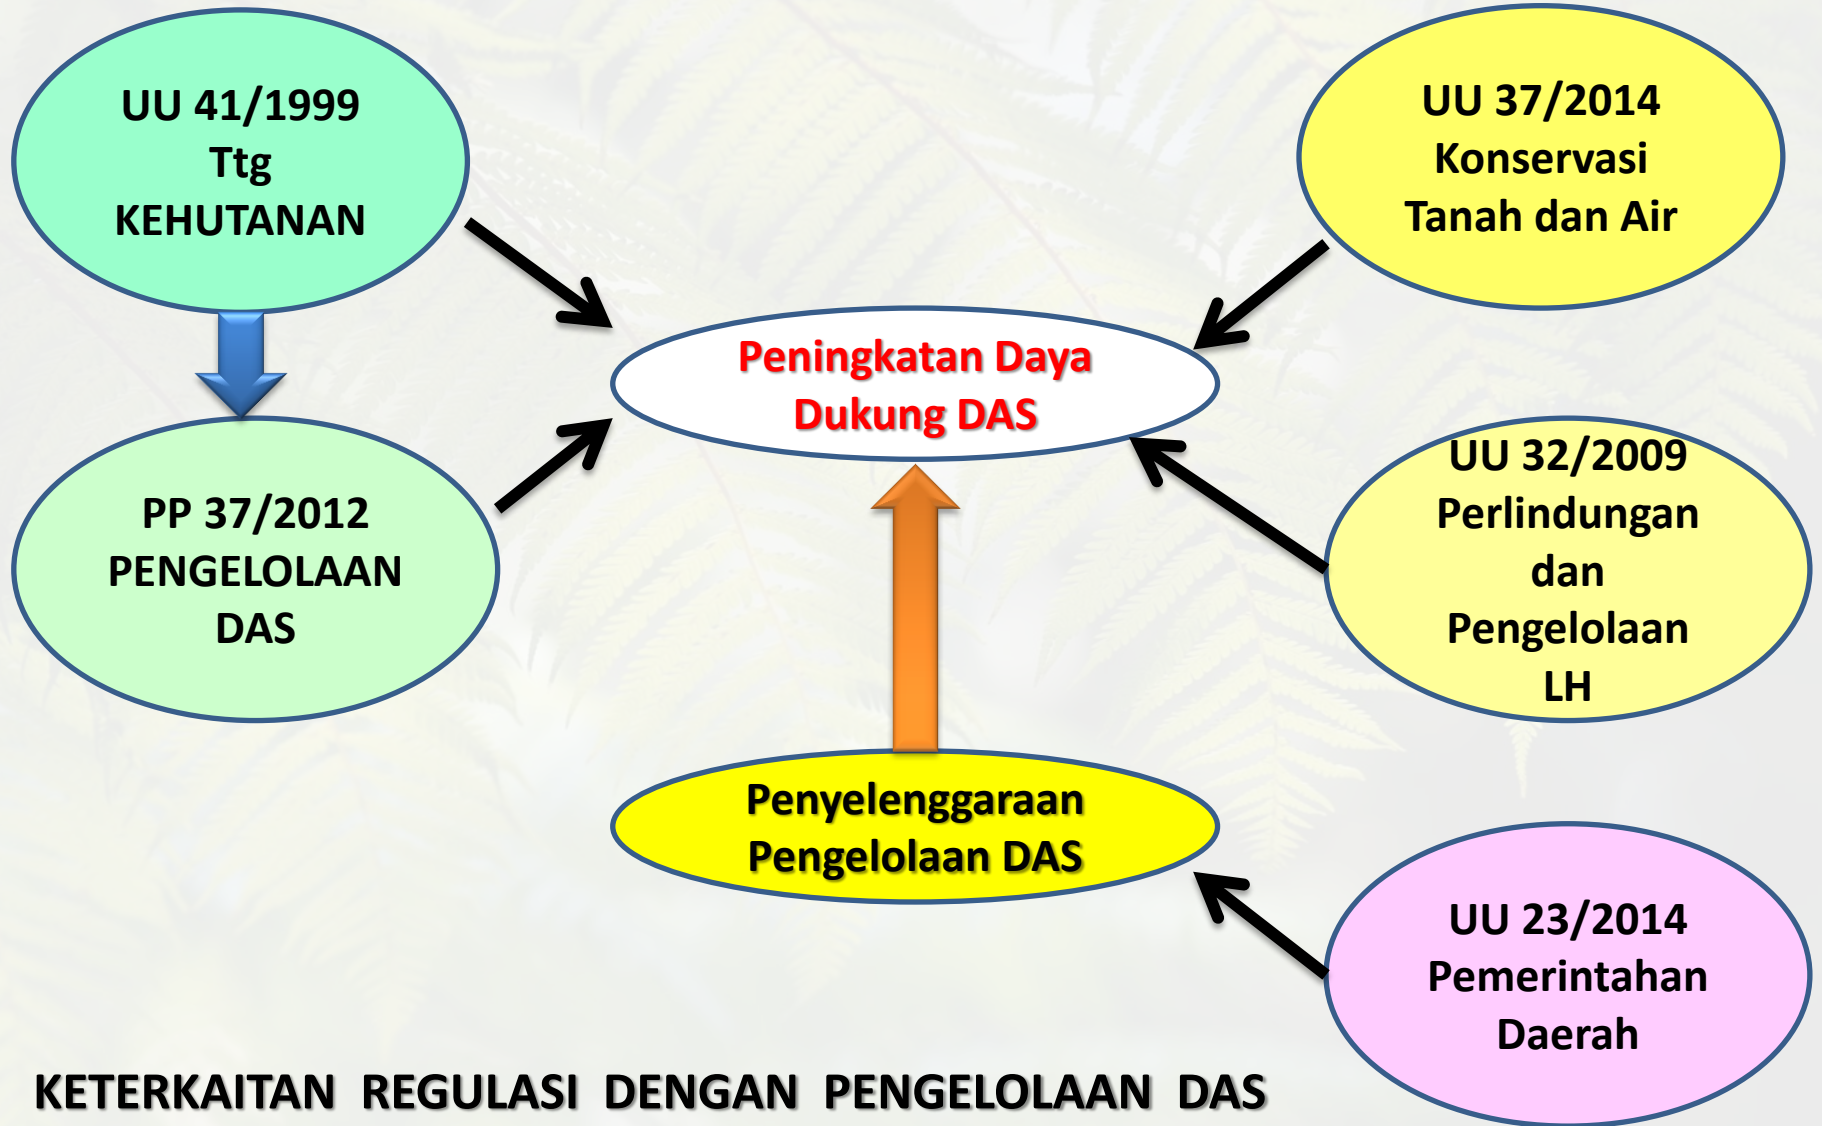 UU 41/1999
Ttg
KEHUTANAN
UU 37/2014
Konservasi
Tanah dan Air
Peningkatan Daya
Dukung DAS
PP 37/2012
PENGELOLAAN
DAS
UU 32/2009
Perlindungan
dan
Pengelolaan
LH
Penyelenggaraan
Pengelolaan DAS
UU 23/2014
Pemerintahan
Daerah
KETERKAITAN REGULASI DENGAN PENGELOLAAN DAS